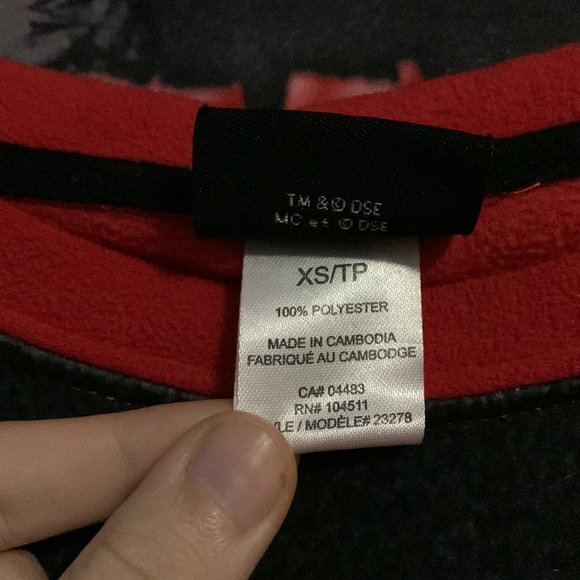 TM & © DSE
MC et © DSE
XS/TP
100% POLYESTER
MADE IN CAMBODIA
FABRIQUÉ AU CAMBODGE
CA# 04483
RN# 104511
/ MODÈLE# 23278